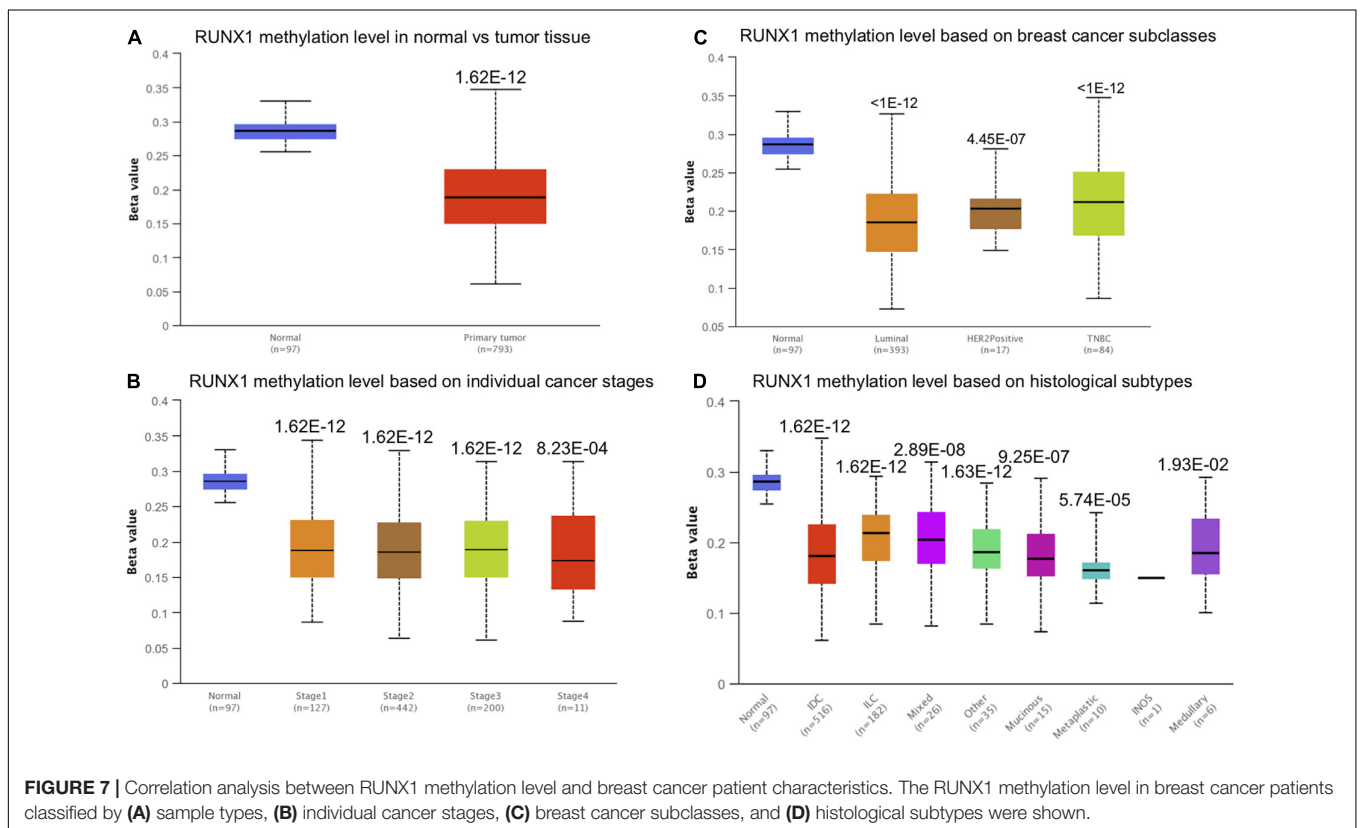 A
RUNX1 methylation level in normal vs tumor tissue
0.4
0.35
0.3
0.25
0.2
0.15
0.1
0.05
0
Beta value
1.62E-12
Normal
(n=97)
Primary tumor
(n=793)
C
RUNX1 methylation level based on breast cancer subclasses
0.4
0.35
0.3
0.25
0.2
0.15
0.1
0.05
Beta value
<1E-12
4.45E-07
<1E-12
Normal
(n=97)
Luminal
(n=393)
HER2Positive
(n=17)
TNBC
(n=84)
B
RUNX1 methylation level based on individual cancer stages
0.4
0.35
0.3
0.25
0.2
0.15
0.1
0.05
0
Beta value
1.62E-12
1.62E-12
1.62E-12
8.23E-04
Normal
(n=97)
Stage1
(n=127)
Stage2
(n=442)
Stage3
(n=200)
Stage4
(n=11)
D
RUNX1 methylation level based on histological subtypes
0.4
0.3
0.2
0.1
0
Beta value
1.62E-12
1.62E-12
2.89E-08
1.63E-12
9.25E-07
5.74E-05
1.93E-02
Normal
(n=97)
IDC
(n=516)
ILC
(n=182)
Mixed
(n=26)
Other
(n=35)
Mucinous
(n=15)
Metaplastic
(n=10)
INOS
(n=1)
Medullary
(n=6)
FIGURE 7 | Correlation analysis between RUNX1 methylation level and breast cancer patient characteristics. The RUNX1 methylation level in breast cancer patients
classified by (A) sample types, (B) individual cancer stages, (C) breast cancer subclasses, and (D) histological subtypes were shown.